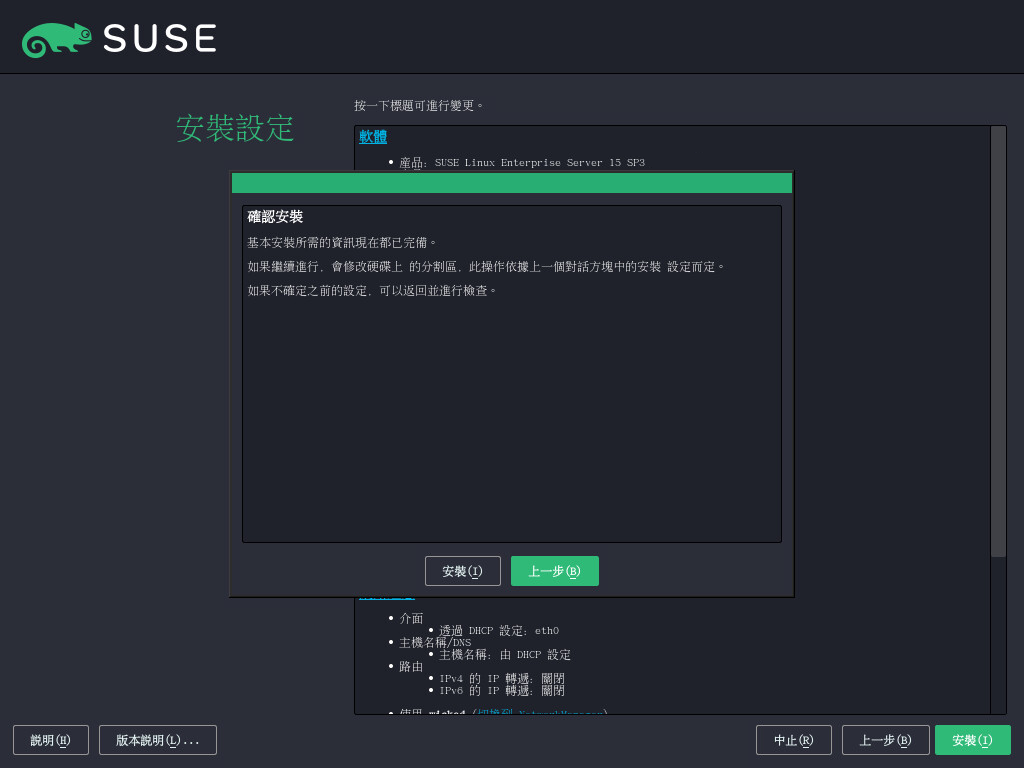 SUSE
安裝設定
按一下標題可進行變更。
軟體
• 產品: SUSE Linux Enterprise Server 15 SP3
確認安裝
基本安裝所需的資訊現在都已完備。
如果繼續進行, 會修改硬碟上 的分割區, 此操作依據上一個對話方塊中的安裝 設定而定。
如果不確定之前的設定, 可以返回並進行檢查。
安裝(I) 上一步(B)
• 介面
• 透過 DHCP 設定: eth0
• 主機名稱/DNS
• 主機名稱: 由 DHCP 設定
• 路由
• IPv4 的 IP 轉遞: 關閉
• IPv6 的 IP 轉遞: 關閉
• 使用 wicked (切換到 NetworkManager)
說明(H) 版本說明(L)... 中止(R) 上一步(B) 安裝(I)